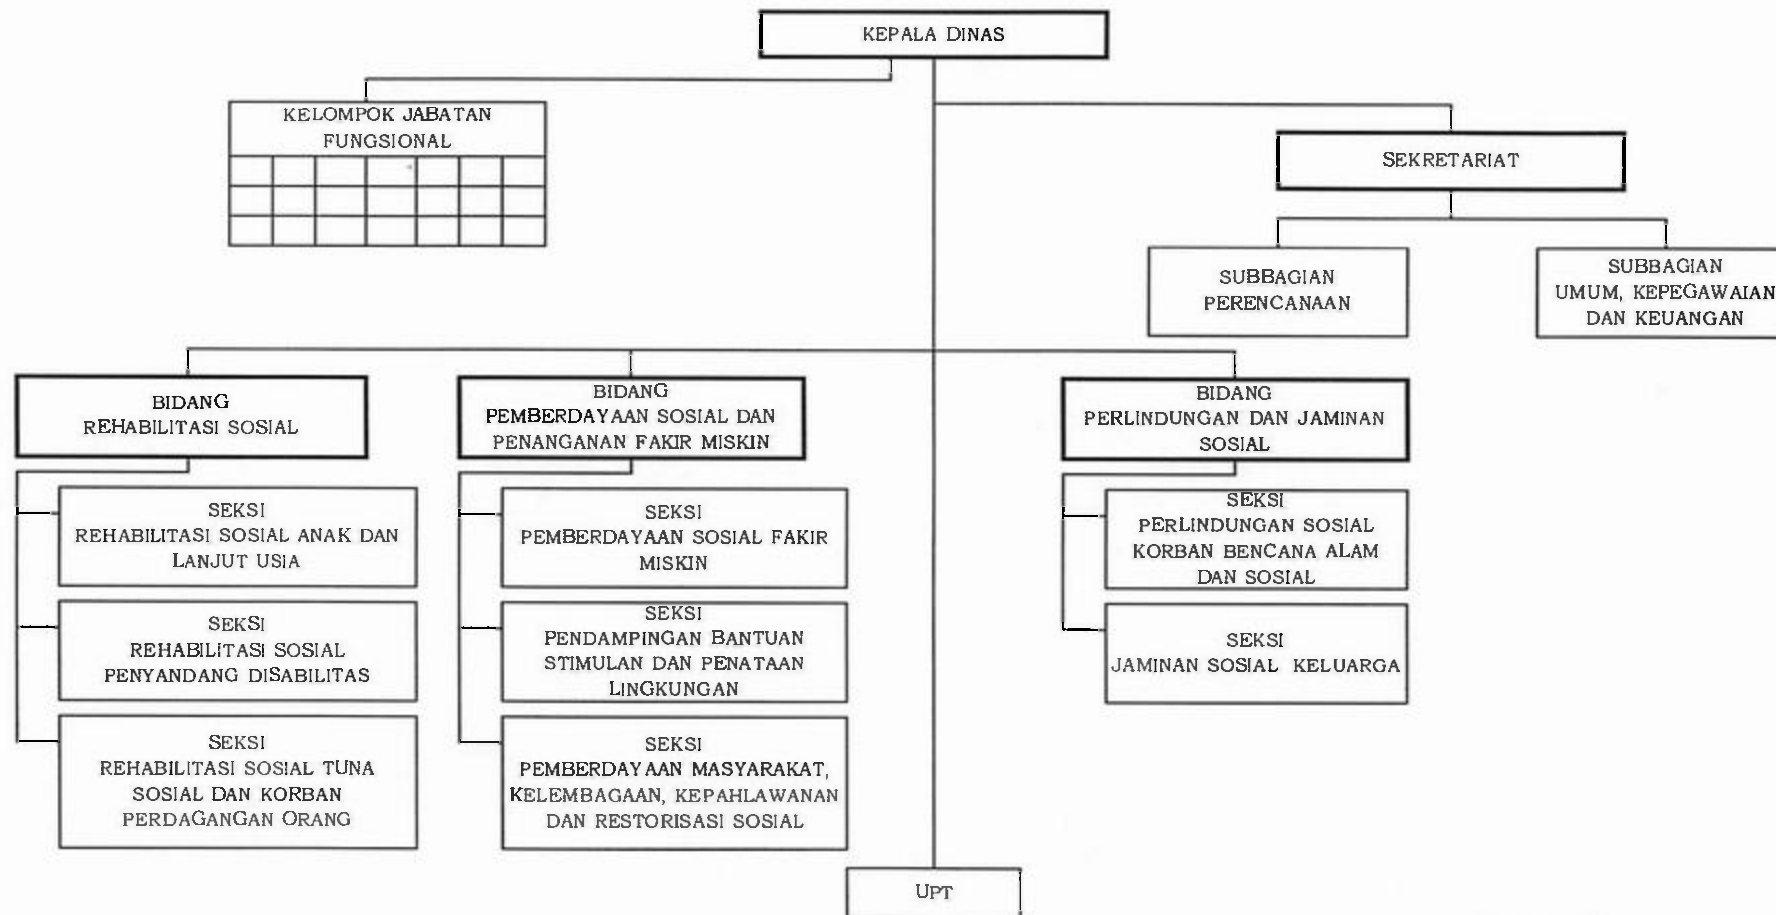 KEPALA DINAS
KELOMPOK JABATAN
FUNGSIONAL
SEKRETARIAT
SUBBAGIAN
PERENCANAAN
SUBBAGIAN
UMUM, KEPEGAWAIAN
DAN KEUANGAN
BIDANG
REHABILITASI SOSIAL
BIDANG
PEMBERDAYAAN SOSIAL DAN
PENANGANAN FAKIR MISKIN
BIDANG
PERLINDUNGAN DAN JAMINAN
SOSIAL
SEKSI
REHABILITASI SOSIAL ANAK DAN
LANJUT USIA
SEKSI
REHABILITASI SOSIAL
PENYANDANG DISABILITAS
SEKSI
REHABILITASI SOSIAL TUNA
SOSIAL DAN KORBAN
PERDAGANGAN ORANG
SEKSI
PEMBERDAYAAN SOSIAL FAKIR
MISKIN
SEKSI
PENDAMPINGAN BANTUAN
STIMULAN DAN PENATAAN
LINGKUNGAN
SEKSI
PEMBERDAYAAN MASYARAKAT,
KELEMBAGAAN, KEPAHLAWANAN
DAN RESTORISASI SOSIAL
SEKSI
PERLINDUNGAN SOSIAL
KORBAN BENCANA ALAM
DAN SOSIAL
SEKSI
JAMINAN SOSIAL KELUARGA
UPT